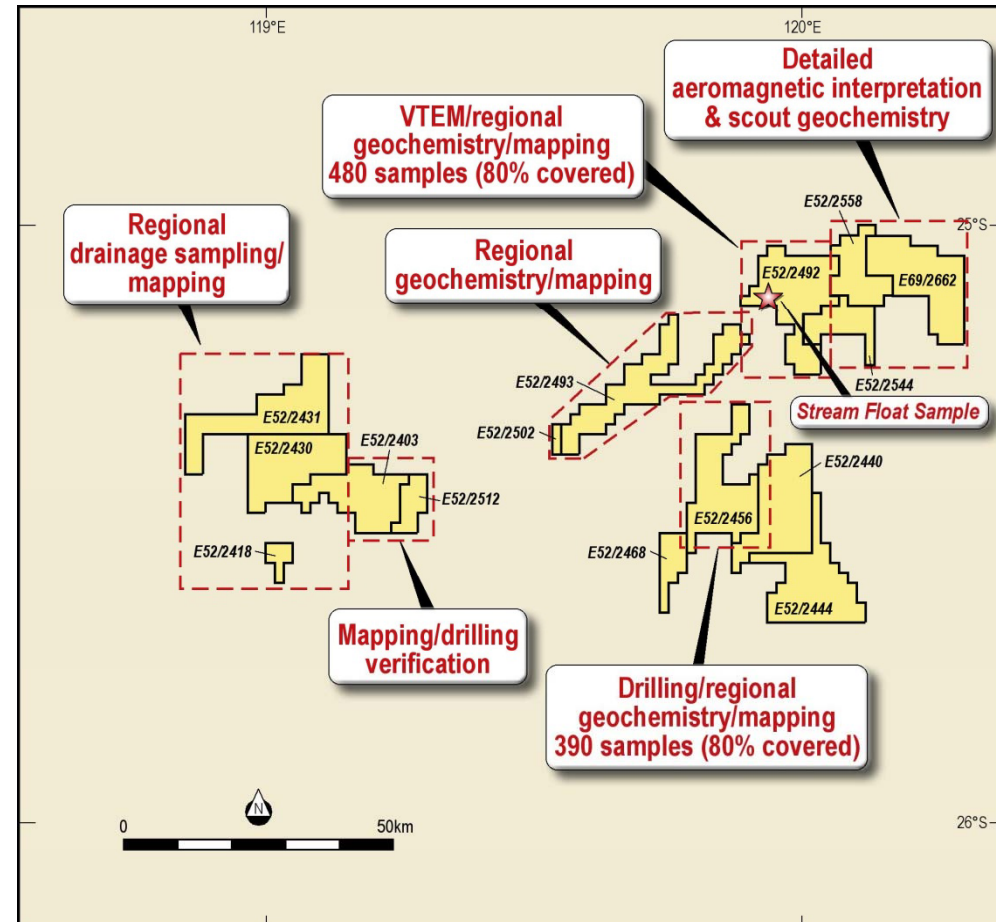 119°E
120°E
Detailed
aeromagnetic interpretation
& scout geochemistry
VTEM/regional
geochemistry/mapping
480 samples (80% covered)
Regional
drainage sampling/
mapping
Regional
geochemistry/mapping
E52/2558
25°S
E52/2492
E69/2662
E52/2493
E52/2544
Stream Float Sample
E52/2431
E52/2502
E52/2430
E52/2403
E52/2440
E52/2512
E52/2456
E52/2418
E52/2468
E52/2444
Mapping/drilling
verification
Drilling/regional
geochemistry/mapping
390 samples (80% covered)
N
0
50km
26°S